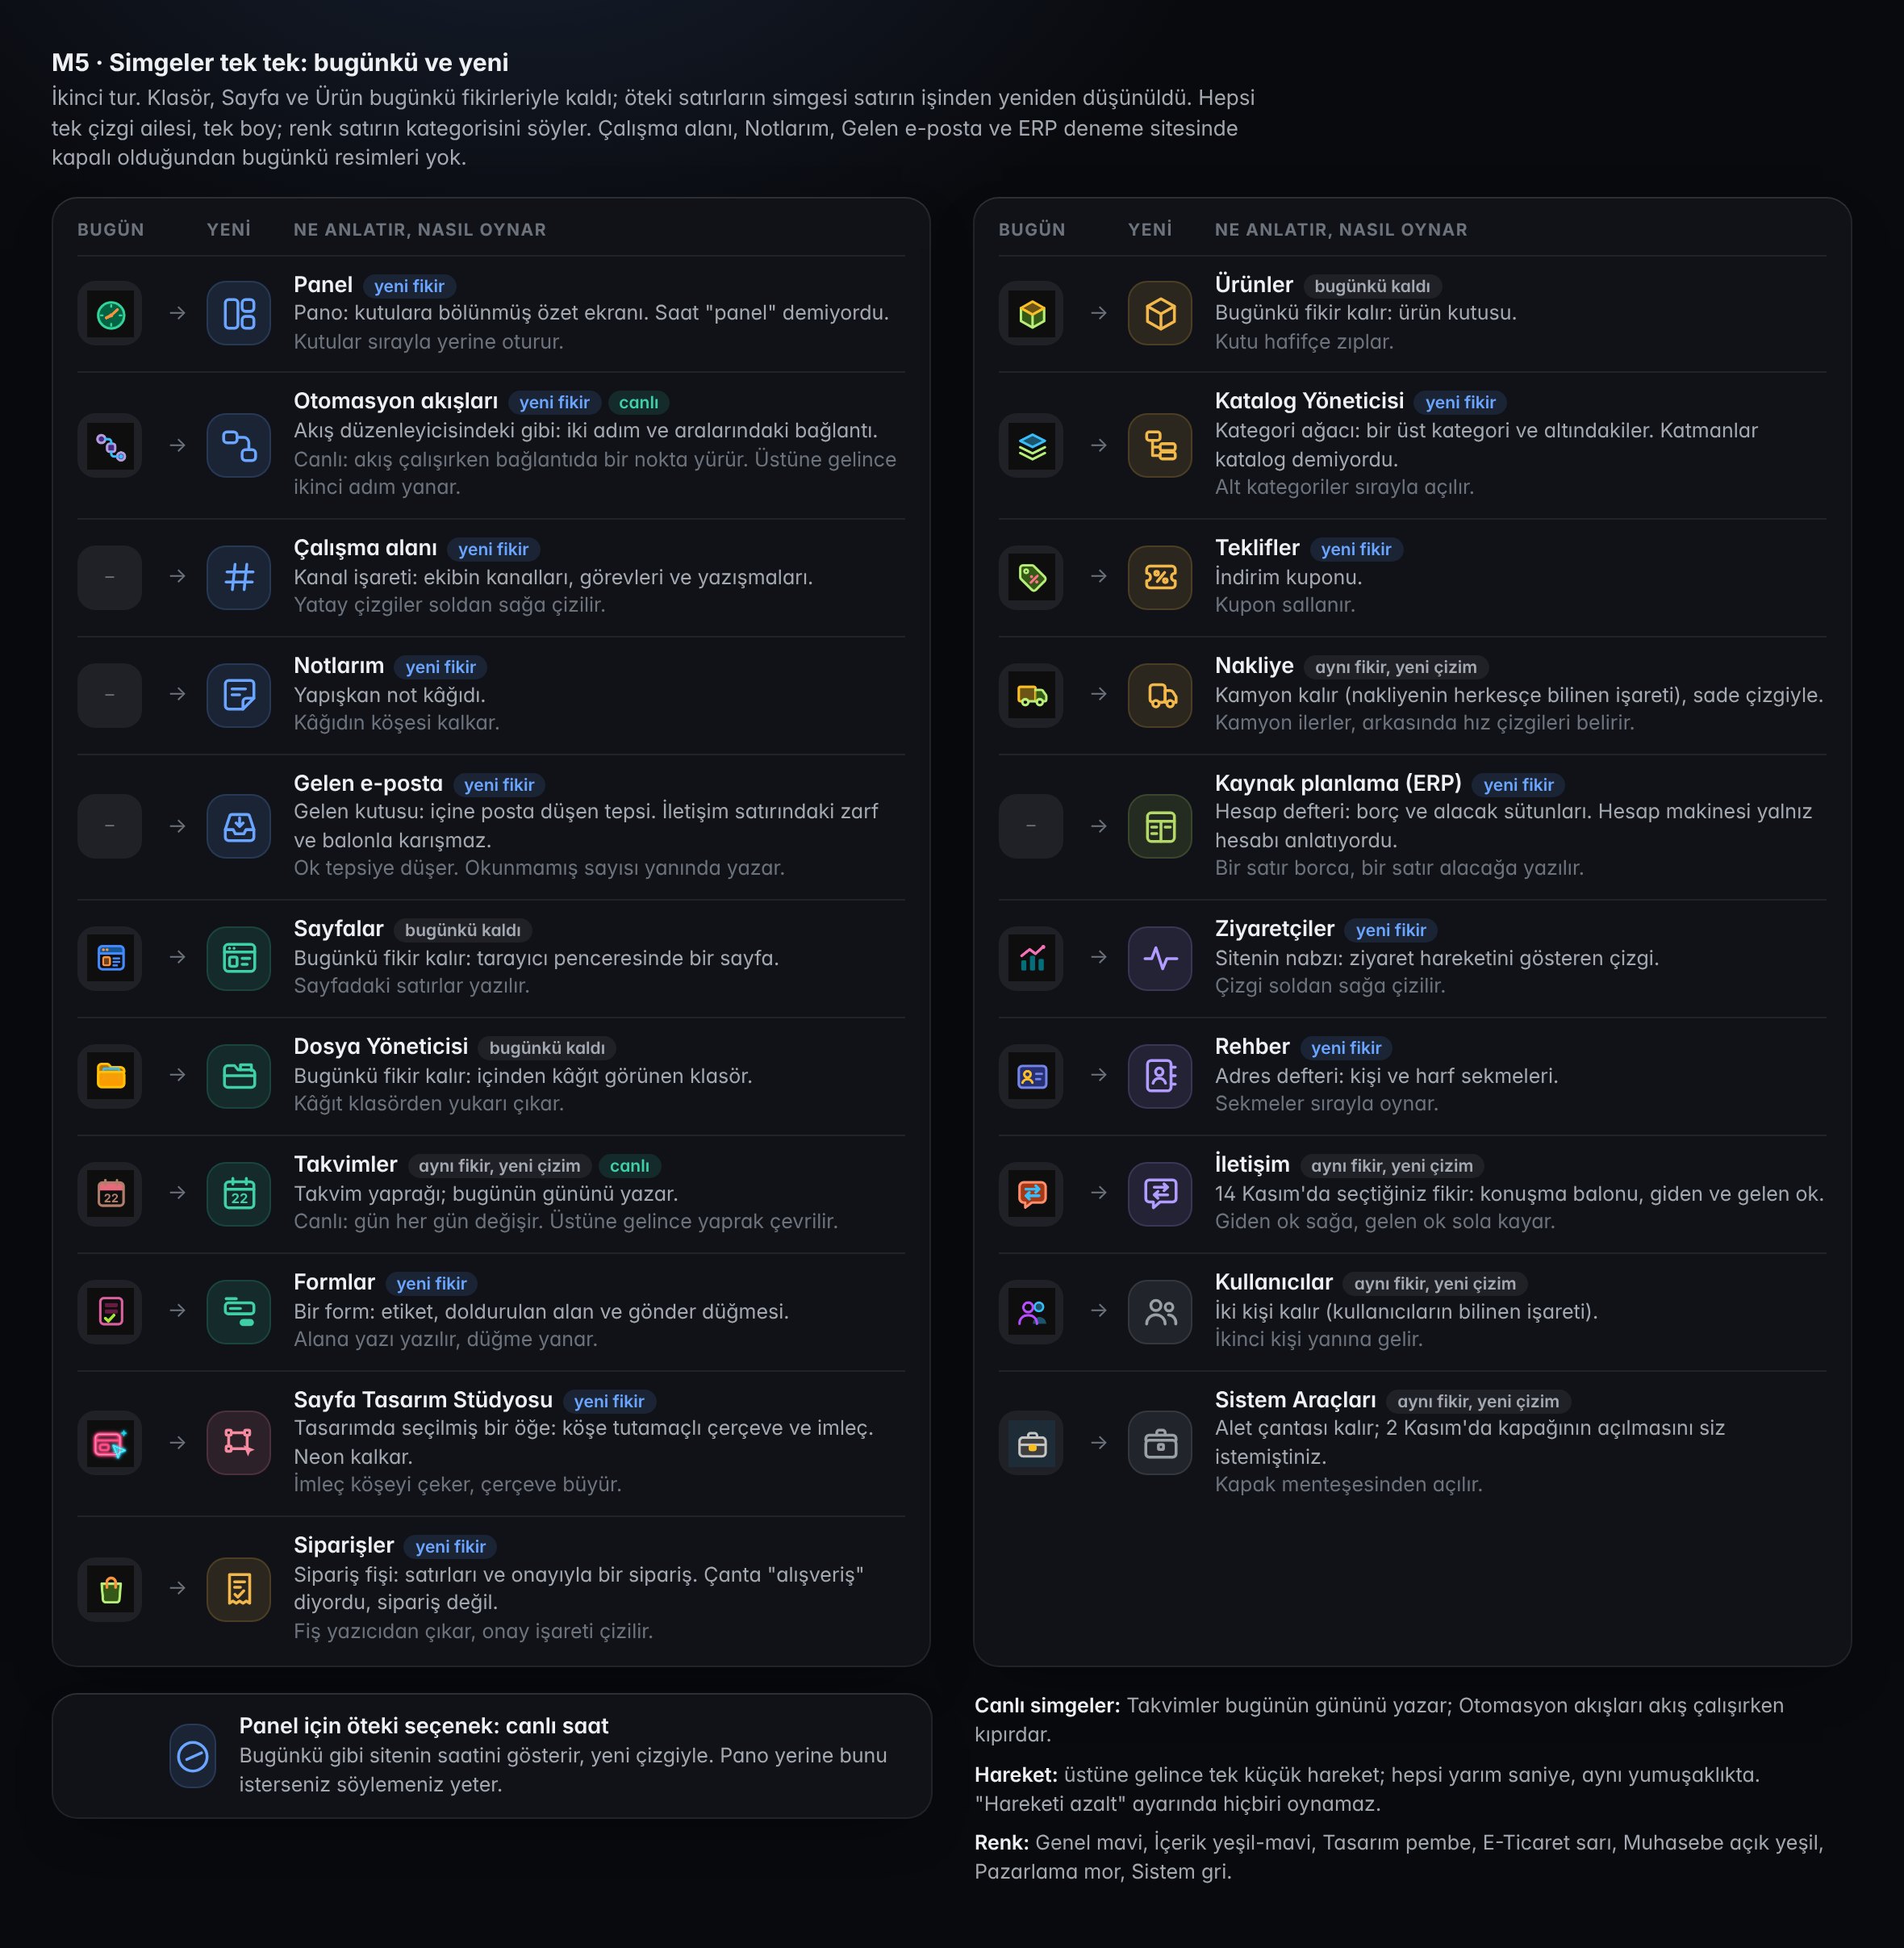 M5 · Simgeler tek tek: bugünkü ve yeni
İkinci tur. Klasör, Sayfa ve Ürün bugünkü fikirleriyle kaldı; öteki satırların simgesi satırın işinden yeniden düşünüldü. Hepsi
tek çizgi ailesi, tek boy; renk satırın kategorisini söyler. Çalışma alanı, Notlarım, Gelen e-posta ve ERP deneme sitesinde
kapalı olduğundan bugünkü resimleri yok.
BUGÜN YENİ NE ANLATIR, NASIL OYNAR
Panel yeni fikir
Pano: kutulara bölünmüş özet ekranı. Saat "panel" demiyordu.
→
Kutular sırayla yerine oturur.
Otomasyon akışları yeni fikir canlı
Akış düzenleyicisindeki gibi: iki adım ve aralarındaki bağlantı.
→
Canlı: akış çalışırken bağlantıda bir nokta yürür. Üstüne gelince
ikinci adım yanar.
Çalışma alanı yeni fikir
– → Kanal işareti: ekibin kanalları, görevleri ve yazışmaları.
Yatay çizgiler soldan sağa çizilir.
Notlarım yeni fikir
– → Yapışkan not kâğıdı.
Kâğıdın köşesi kalkar.
Gelen e-posta yeni fikir
Gelen kutusu: içine posta düşen tepsi. İletişim satırındaki zarf
– → ve balonla karışmaz.
Ok tepsiye düşer. Okunmamış sayısı yanında yazar.
Sayfalar bugünkü kaldı
→ Bugünkü fikir kalır: tarayıcı penceresinde bir sayfa.
Sayfadaki satırlar yazılır.
Dosya Yöneticisi bugünkü kaldı
→ Bugünkü fikir kalır: içinden kâğıt görünen klasör.
Kâğıt klasörden yukarı çıkar.
Takvimler aynı fikir, yeni çizim canlı
22 → 22 Takvim yaprağı; bugünün gününü yazar.
Canlı: gün her gün değişir. Üstüne gelince yaprak çevrilir.
Formlar yeni fikir
→ Bir form: etiket, doldurulan alan ve gönder düğmesi.
Alana yazı yazılır, düğme yanar.
Sayfa Tasarım Stüdyosu yeni fikir
Tasarımda seçilmiş bir öğe: köşe tutamaçlı çerçeve ve imleç.
→ Neon kalkar.
İmleç köşeyi çeker, çerçeve büyür.
Siparişler yeni fikir
Sipariş fişi: satırları ve onayıyla bir sipariş. Çanta "alışveriş"
→ diyordu, sipariş değil.
Fiş yazıcıdan çıkar, onay işareti çizilir.
BUGÜN YENİ NE ANLATIR, NASIL OYNAR
Ürünler bugünkü kaldı
→ Bugünkü fikir kalır: ürün kutusu.
Kutu hafifçe zıplar.
Katalog Yöneticisi yeni fikir
Kategori ağacı: bir üst kategori ve altındakiler. Katmanlar
→ katalog demiyordu.
Alt kategoriler sırayla açılır.
Teklifler yeni fikir
% → % İndirim kuponu.
Kupon sallanır.
Nakliye aynı fikir, yeni çizim
→ Kamyon kalır (nakliyenin herkesçe bilinen işareti), sade çizgiyle.
Kamyon ilerler, arkasında hız çizgileri belirir.
Kaynak planlama (ERP) yeni fikir
Hesap defteri: borç ve alacak sütunları. Hesap makinesi yalnız
– → hesabı anlatıyordu.
Bir satır borca, bir satır alacağa yazılır.
Ziyaretçiler yeni fikir
→ Sitenin nabzı: ziyaret hareketini gösteren çizgi.
Çizgi soldan sağa çizilir.
Rehber yeni fikir
→ Adres defteri: kişi ve harf sekmeleri.
Sekmeler sırayla oynar.
İletişim aynı fikir, yeni çizim
→ 14 Kasım'da seçtiğiniz fikir: konuşma balonu, giden ve gelen ok.
Giden ok sağa, gelen ok sola kayar.
Kullanıcılar aynı fikir, yeni çizim
→ İki kişi kalır (kullanıcıların bilinen işareti).
İkinci kişi yanına gelir.
Sistem Araçları aynı fikir, yeni çizim
Alet çantası kalır; 2 Kasım'da kapağının açılmasını siz
→ istemiştiniz.
Kapak menteşesinden açılır.
Panel için öteki seçenek: canlı saat
Bugünkü gibi sitenin saatini gösterir, yeni çizgiyle. Pano yerine bunu
isterseniz söylemeniz yeter.
Canlı simgeler: Takvimler bugünün gününü yazar; Otomasyon akışları akış çalışırken
kıpırdar.
Hareket: üstüne gelince tek küçük hareket; hepsi yarım saniye, aynı yumuşaklıkta.
"Hareketi azalt" ayarında hiçbiri oynamaz.
Renk: Genel mavi, İçerik yeşil-mavi, Tasarım pembe, E-Ticaret sarı, Muhasebe açık yeşil,
Pazarlama mor, Sistem gri.